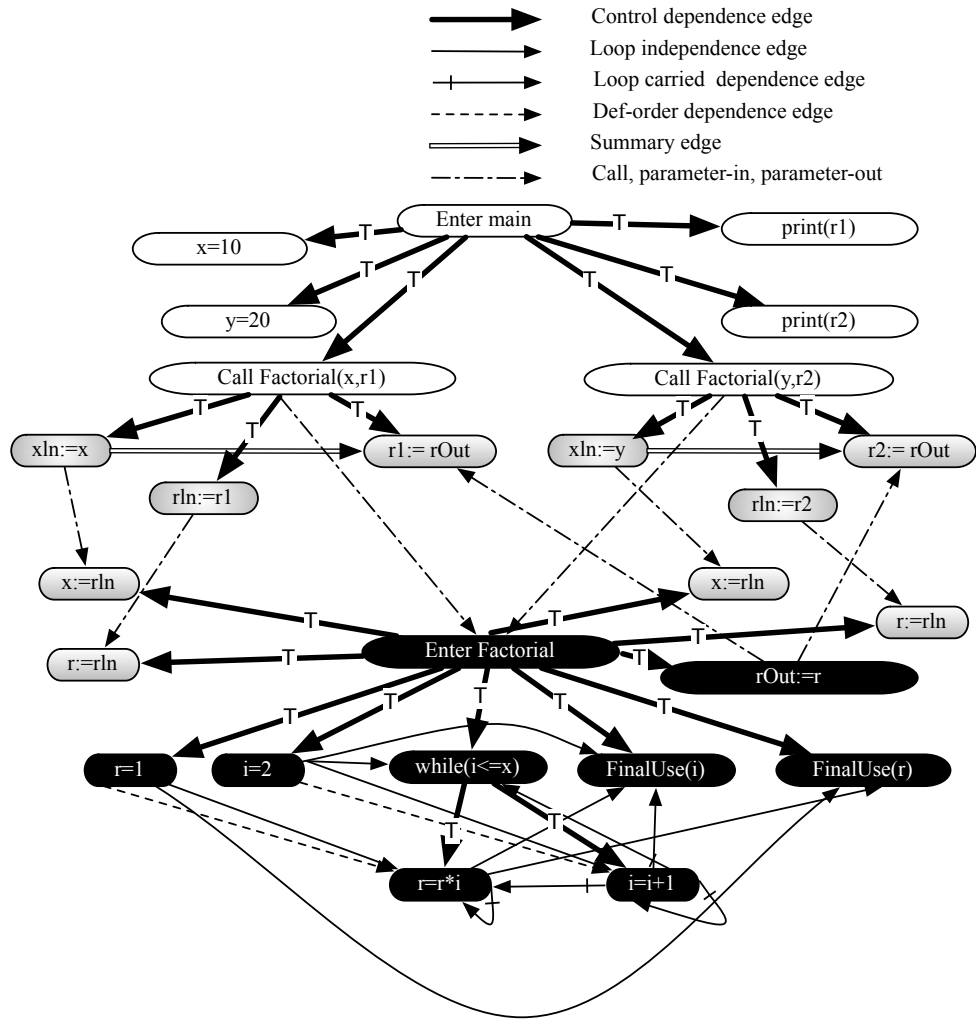 Control dependence edge
Loop independence edge
Loop carried dependence edge
Def-order dependence edge
Summary edge
Call, parameter-in, parameter-out
Enter main
print(r1)
x=10
T
T
T
T
T
T
y=20
print(r2)
Call Factorial(x,r1)
Call Factorial(y,r2)
T
T
T
T
T
T
xln:=x
r1:= rOut
xln:=y
r2:= rOut
rln:=r1
rln:=r2
x:=rln
x:=rln
r:=rln
T
T
T
Enter Factorial
r:=rln
T
T
rOut:=r
T
T
T
T
T
r=1
i=2
while(i<=x)
FinalUse(i)
FinalUse(r)
T
T
r=r*i
i=i+1